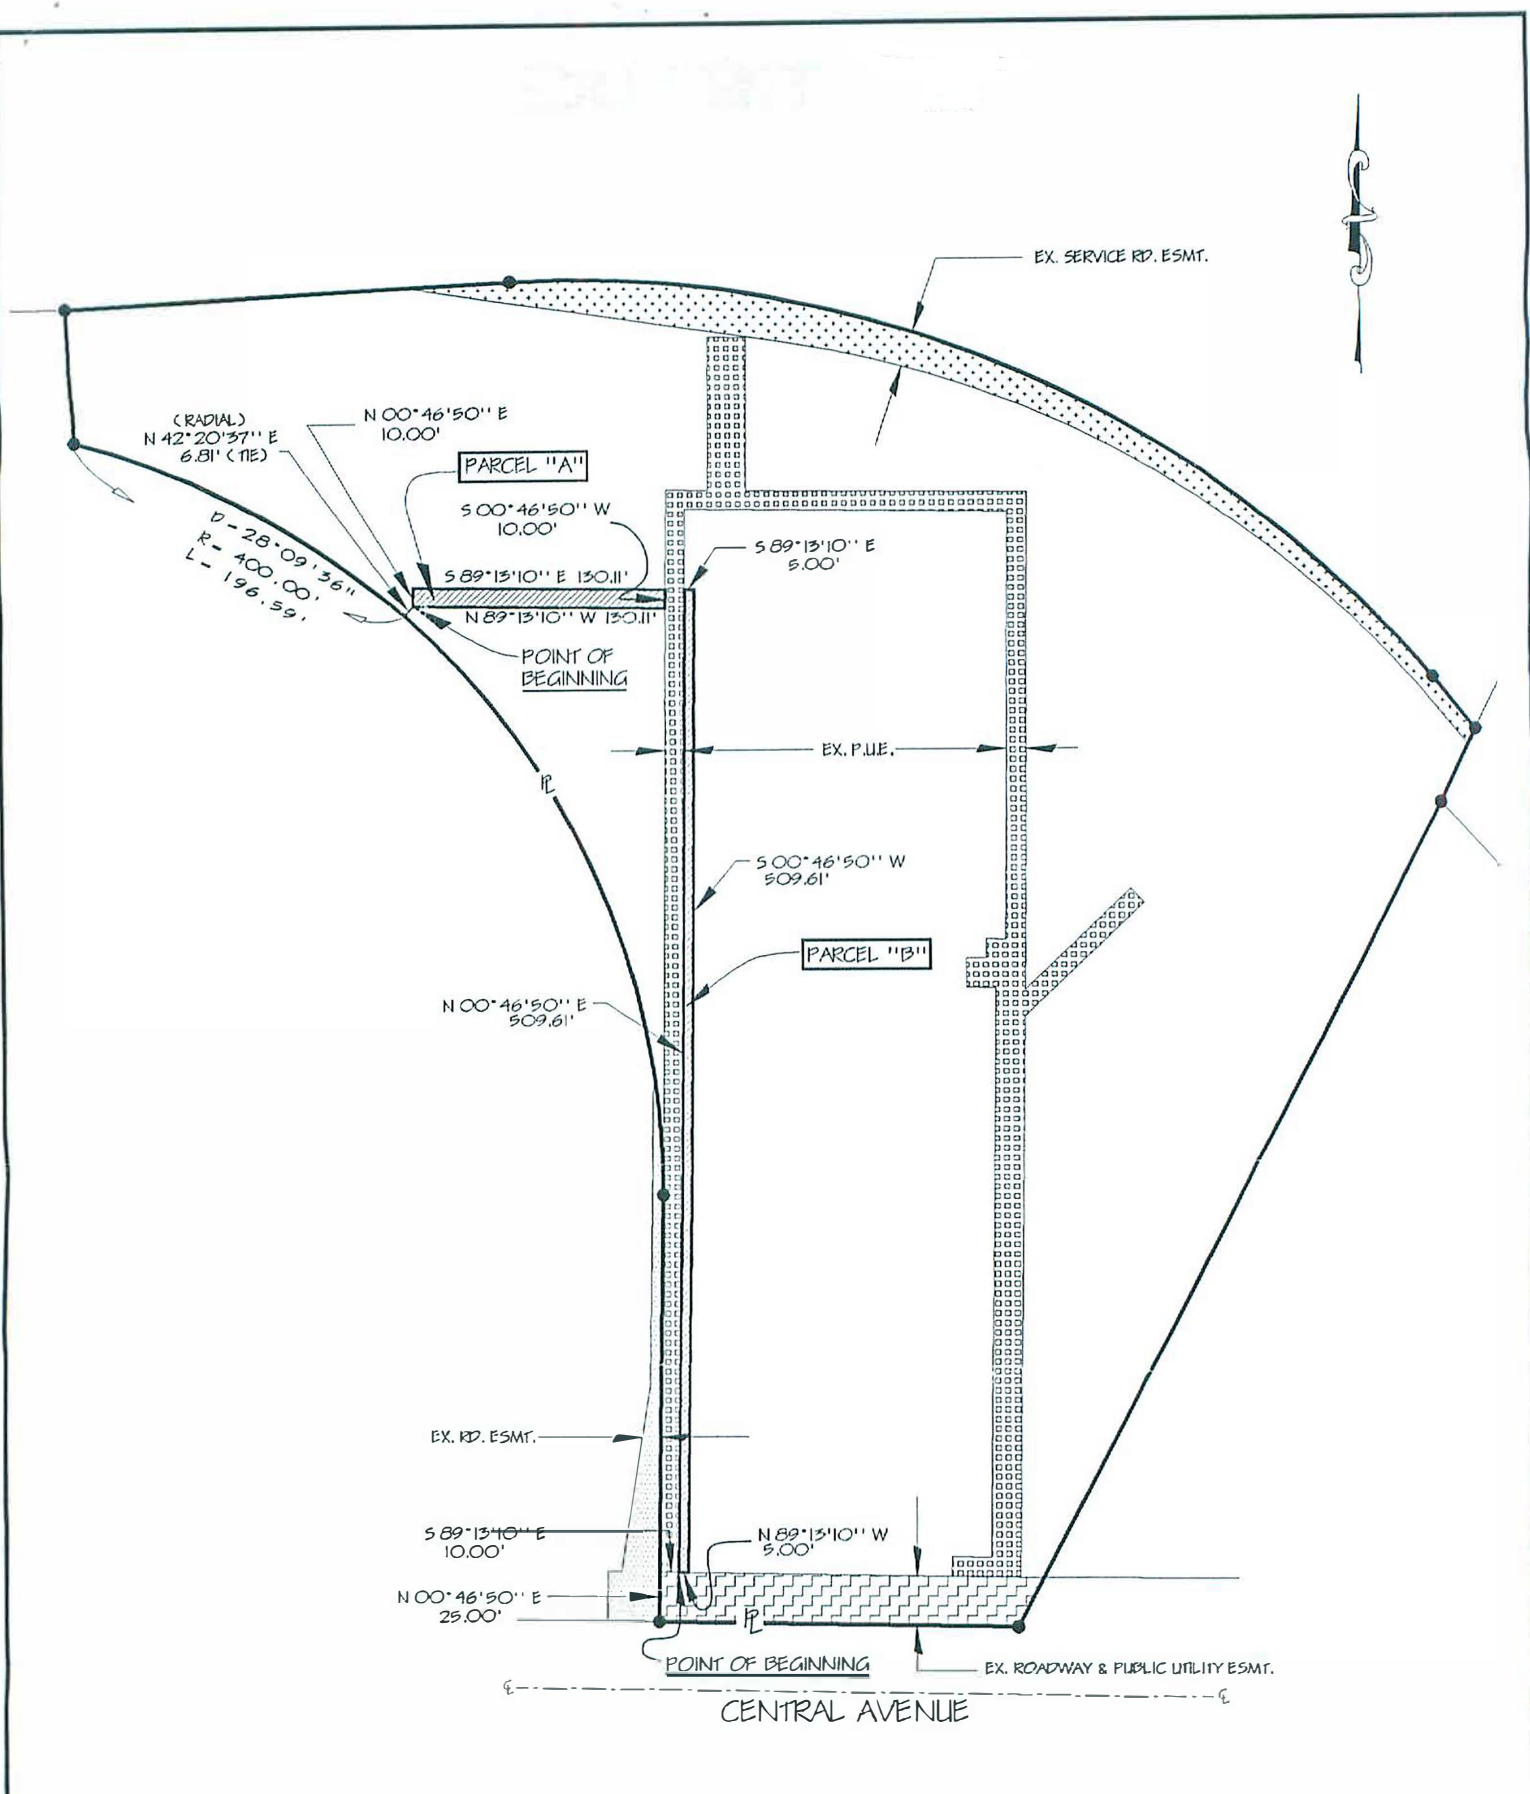 EX. SERVICE RD. ESMT.
(RADIAL)
N 42°20'37" E
6.81' (TIE)
N 00°46'50" E
10.00'
PARCEL "A"
S 00°46'50" W
10.00'
D - 28°09'36"
R - 400.00'
L - 196.59'
S 89°13'10" E
5.00'
S 89°13'10" E 130.11'
N 89°13'10" W 130.11'
POINT OF
BEGINNING
EX. P.U.E.
PL
S 00°46'50" W
509.61'
PARCEL "B"
N 00°46'50" E
509.61'
EX. RD. ESMT.
S 89°13'10" E
10.00'
N 89°13'10" W
5.00'
N 00°46'50" E
25.00'
PL
POINT OF BEGINNING
EX. ROADWAY & PUBLIC UTILITY ESMT.
CL
CL
CENTRAL AVENUE